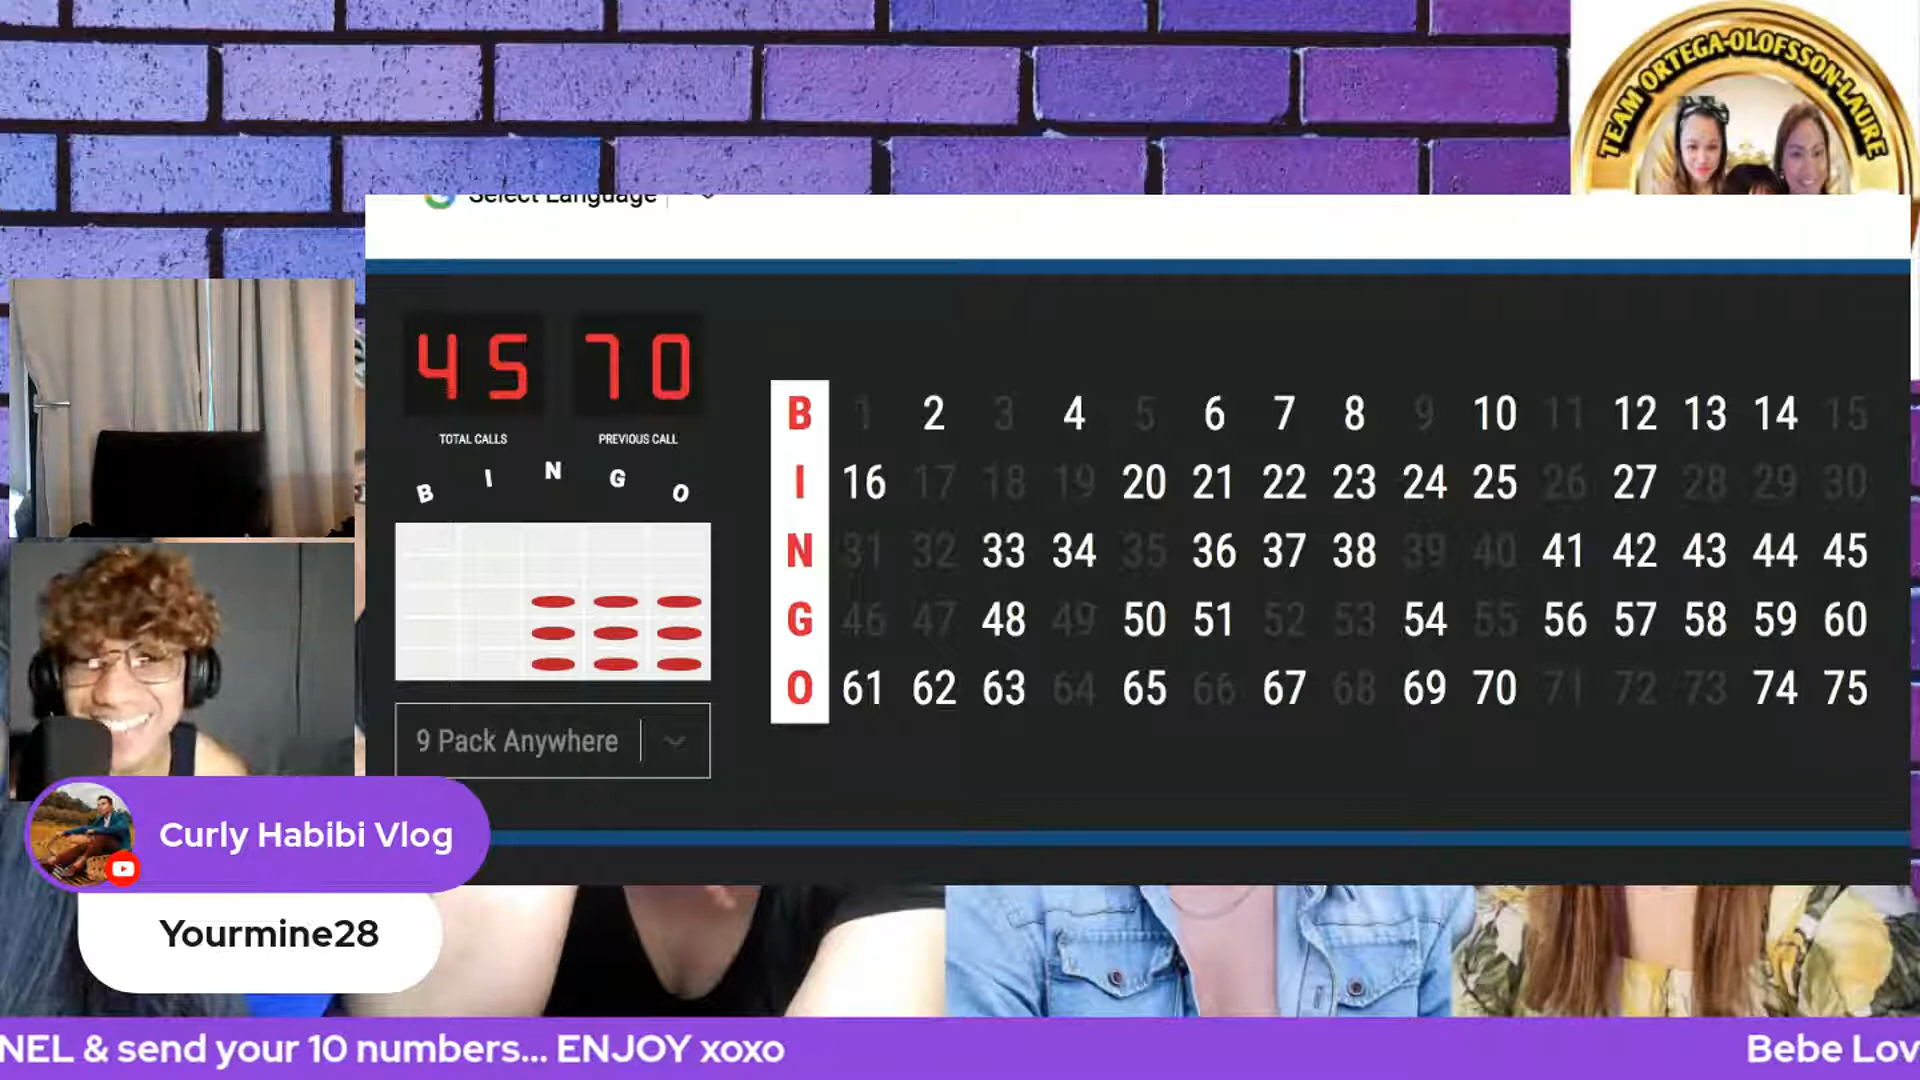 TEAM ORTEGA-OLOFSSON-LAURE
Select Language
45 70
TOTAL CALLS PREVIOUS CALL
B I N G O
9 Pack Anywhere
B 1 2 3 4 5 6 7 8 9 10 11 12 13 14 15
I 16 17 18 19 20 21 22 23 24 25 26 27 28 29 30
N 31 32 33 34 35 36 37 38 39 40 41 42 43 44 45
G 46 47 48 49 50 51 52 53 54 55 56 57 58 59 60
O 61 62 63 64 65 66 67 68 69 70 71 72 73 74 75
Curly Habibi Vlog
Yourmine28
NEL & send your 10 numbers... ENJOY xoxo Bebe Lov